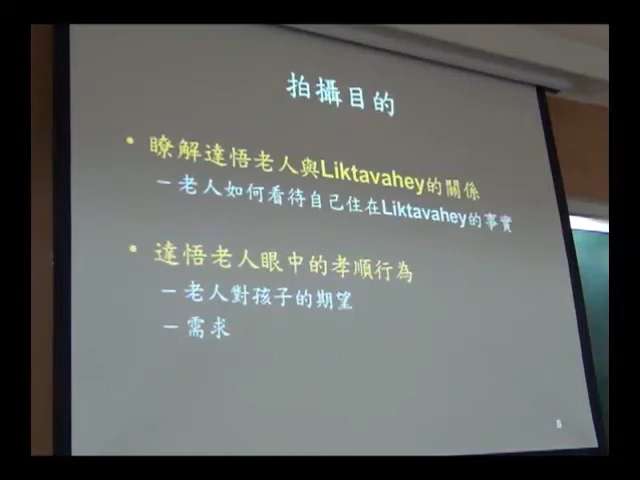 拍攝目的
• 瞭解達悟老人與Liktavahey的關係
–老人如何看待自己住在Liktavahey的事實
• 達悟老人眼中的孝順行為
–老人對孩子的期望
–需求